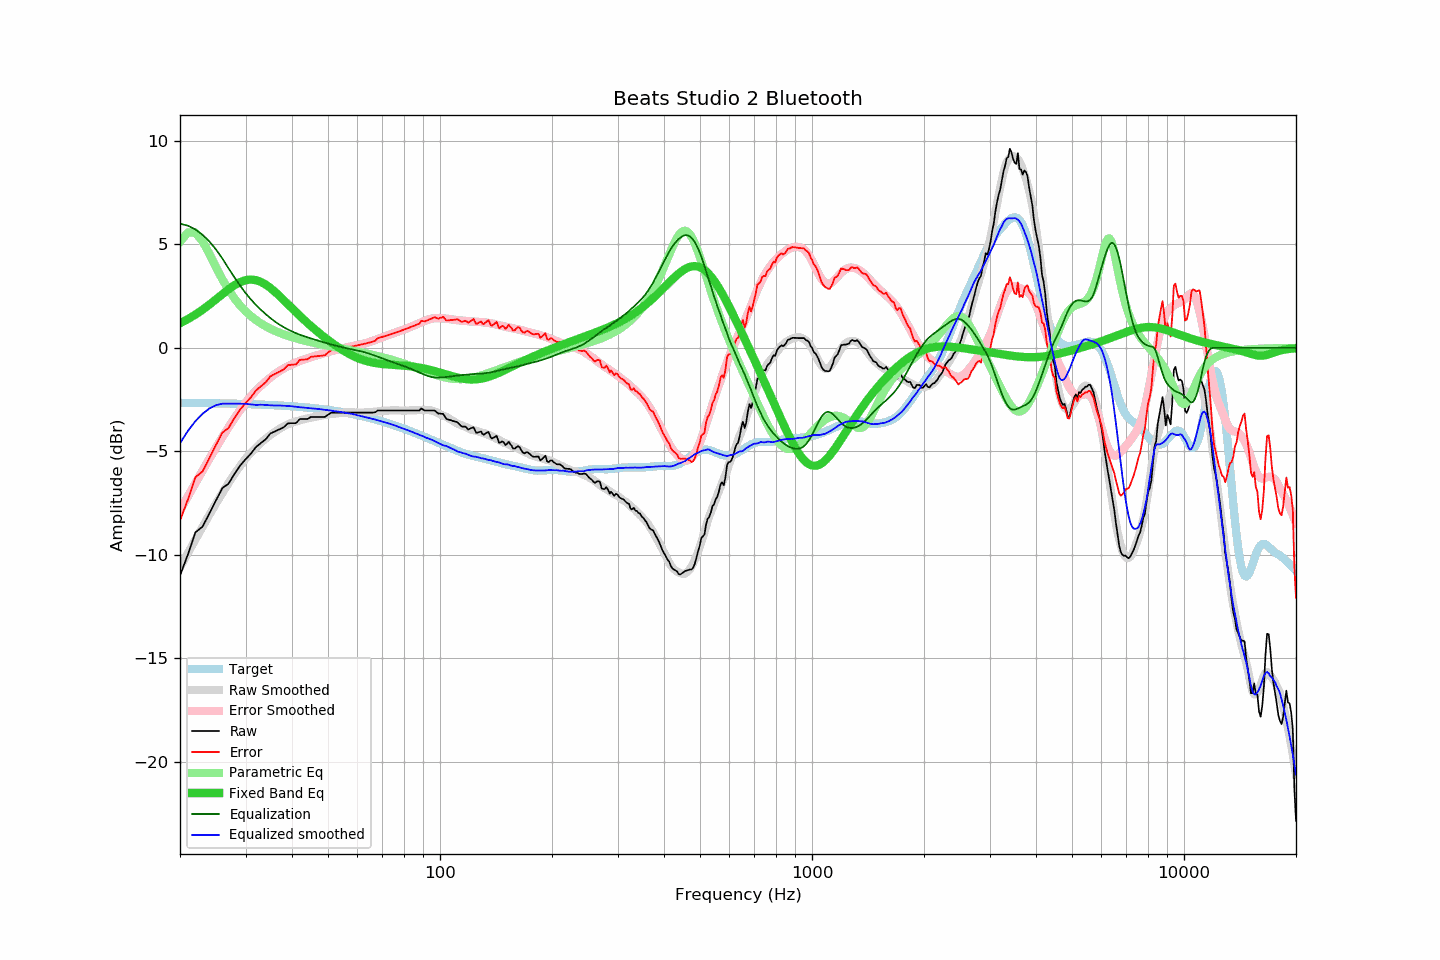 Beats Studio 2 Bluetooth
10
5
0
−5
−10
−15
−20
Amplitude (dBr)
Target
Raw Smoothed
Error Smoothed
Raw
Error
Parametric Eq
Fixed Band Eq
Equalization
Equalized smoothed
100 1000 10000
Frequency (Hz)